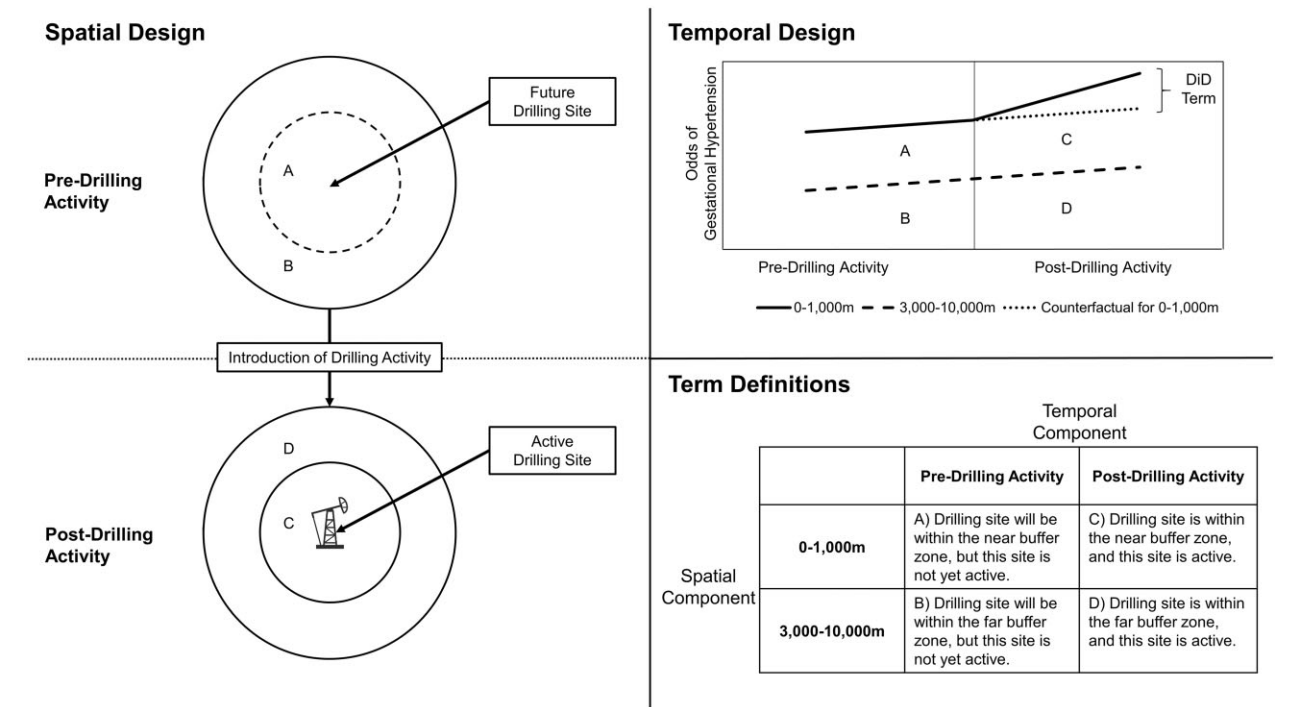 Spatial Design
Future
Drilling Site
A
Pre-Drilling
Activity
B
Introduction of Drilling Activity
D
Active
Drilling Site
C
Post-Drilling
Activity
Temporal Design
Odds of
Gestational Hypertension
DiD
Term
A
C
B
D
Pre-Drilling Activity
Post-Drilling Activity
0-1,000m
3,000-10,000m
Counterfactual for 0-1,000m
Term Definitions
Temporal
Component
Pre-Drilling Activity
Post-Drilling Activity
Spatial
Component
0-1,000m
A) Drilling site will be
within the near buffer
zone, but this site is
not yet active.
C) Drilling site is within
the near buffer zone,
and this site is active.
3,000-10,000m
B) Drilling site will be
within the far buffer
zone, but this site is
not yet active.
D) Drilling site is within
the far buffer zone,
and this site is active.